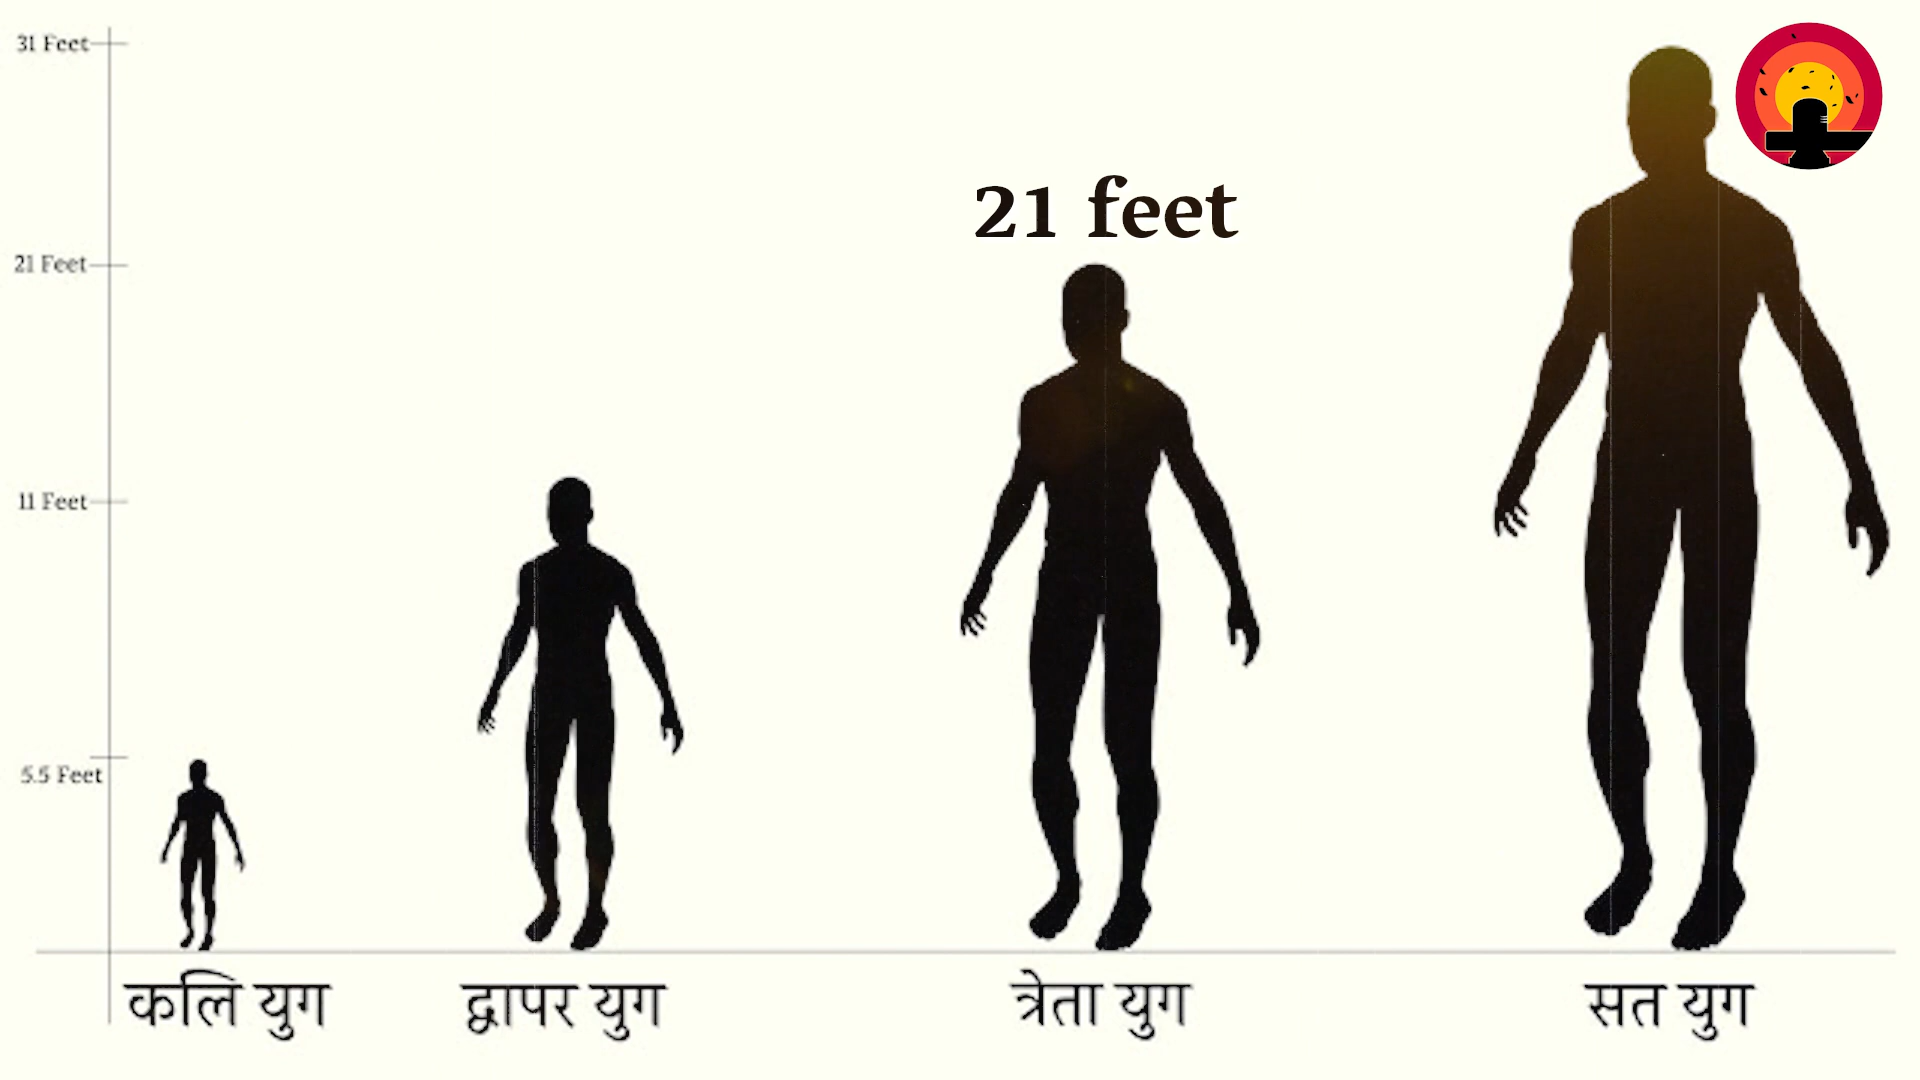 31 Feet
21 feet
21 Feet
11 Feet
5.5 Feet
कलि युग
द्वापर युग
त्रेता युग
सत युग